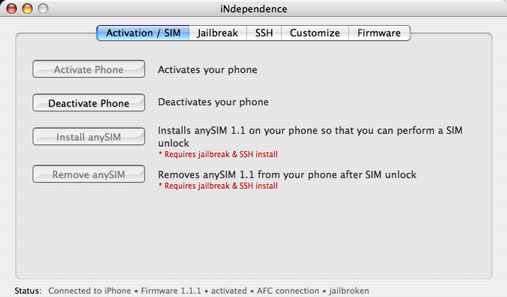 iNdependence
Activation / SIM Jailbreak SSH Customize Firmware
Activate Phone Activates your phone
Deactivate Phone Deactivates your phone
Install anySIM Installs anySIM 1.1 on your phone so that you can perform a SIM
unlock
* Requires jailbreak & SSH install
Remove anySIM Removes anySIM 1.1 from your phone after SIM unlock
* Requires jailbreak & SSH install
Status: Connected to iPhone • Firmware 1.1.1 • activated • AFC connection • jailbroken